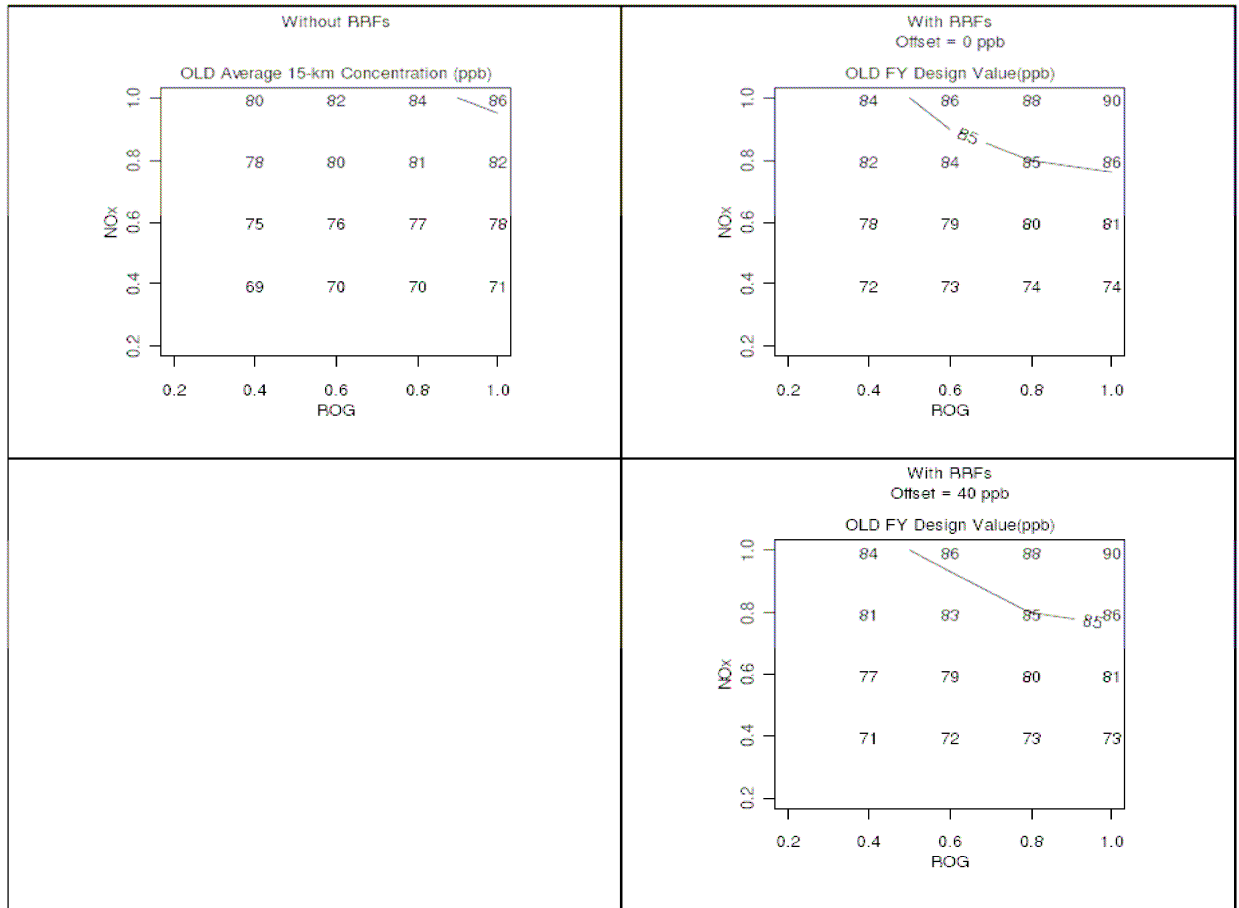 Without RRFs
OLD Average 15-km Concentration (ppb)
1.0 80 82 84 86
0.8 78 80 81 82
0.6 75 76 77 78
NOx
0.4 69 70 70 71
0.2
0.2 0.4 0.6 0.8 1.0
ROG
With RRFs
Offset = 0 ppb
OLD FY Design Value(ppb)
1.0 84 86 88 90
85
0.8 82 84 85 86
0.6 78 79 80 81
NOx
0.4 72 73 74 74
0.2
0.2 0.4 0.6 0.8 1.0
ROG
With RRFs
Offset = 40 ppb
OLD FY Design Value(ppb)
1.0 84 86 88 90
0.8 81 83 85 86
85
0.6 77 79 80 81
NOx
0.4 71 72 73 73
0.2
0.2 0.4 0.6 0.8 1.0
ROG